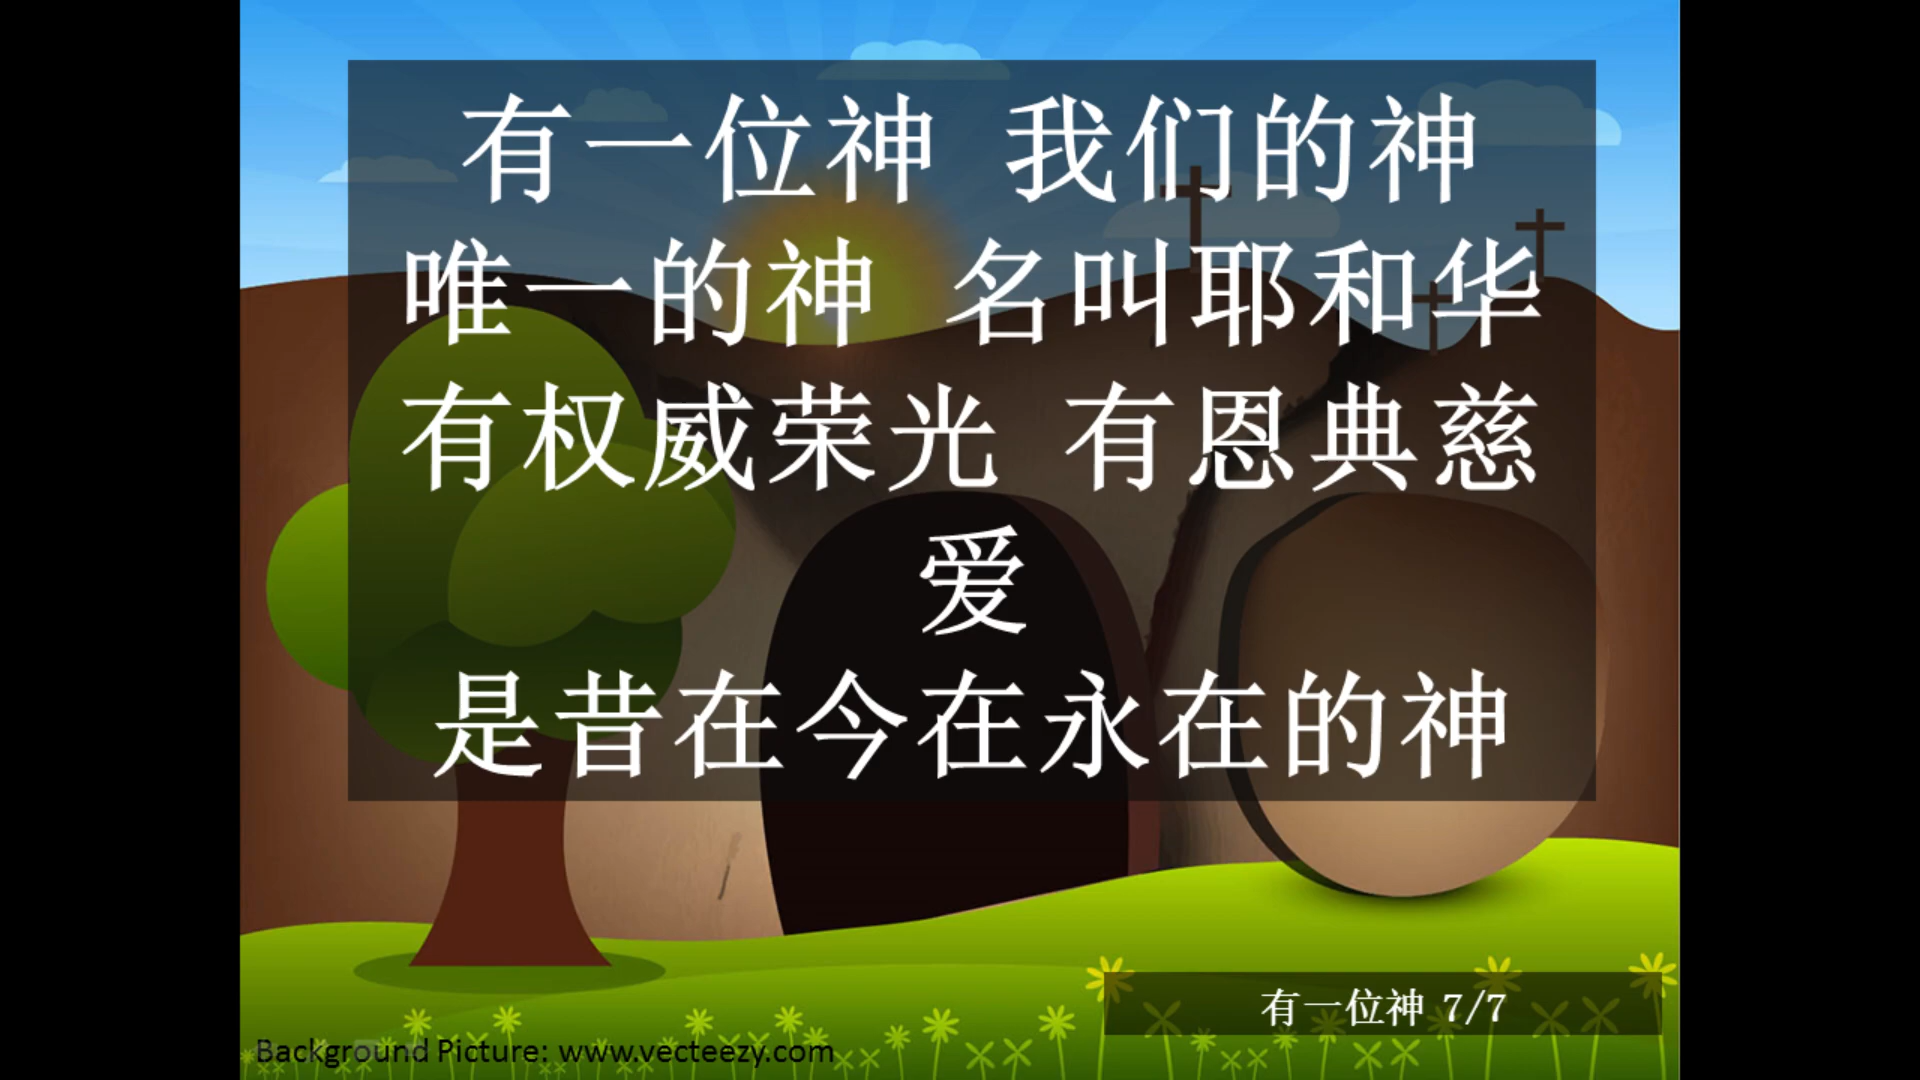 有一位神 我们的神
唯一的神 名叫耶和华
有权威荣光 有恩典慈
爱
是昔在今在永在的神
有一位神 7/7
Background Picture: www.vecteezy.com